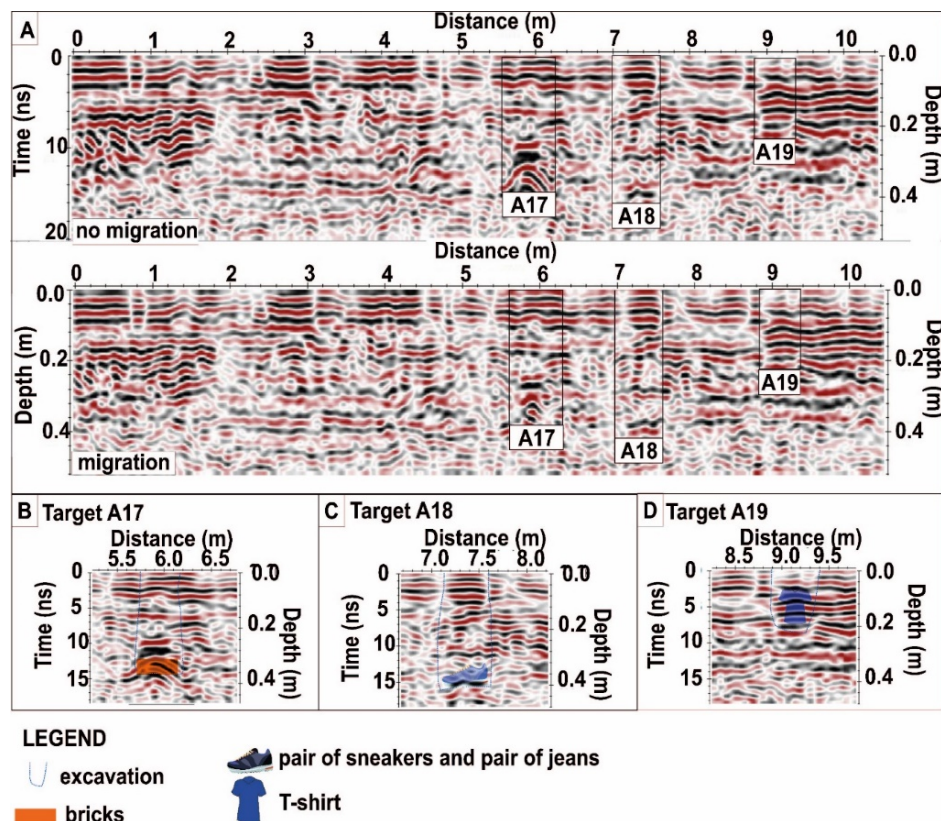 A
Distance (m)
0 1 2 3 4 5 6 7 8 9 10
Time (ns)
0
10
20
Depth (m)
0.0
0.2
0.4
A17
A18
A19
no migration
Distance (m)
0 1 2 3 4 5 6 7 8 9 10
Depth (m)
0.0
0.2
0.4
Depth (m)
0.0
0.2
0.4
A17
A18
A19
migration
B Target A17
Distance (m)
5.5 6.0 6.5
Time (ns)
0
5
10
15
Depth (m)
0.2
0.4
C Target A18
Distance (m)
7.0 7.5 8.0
Time (ns)
0
5
10
15
Depth (m)
0.2
0.4
D Target A19
Distance (m)
8.5 9.0 9.5
Time (ns)
0
5
10
15
Depth (m)
0.0
0.2
0.4
LEGEND
excavation
bricks
pair of sneakers and pair of jeans
T-shirt